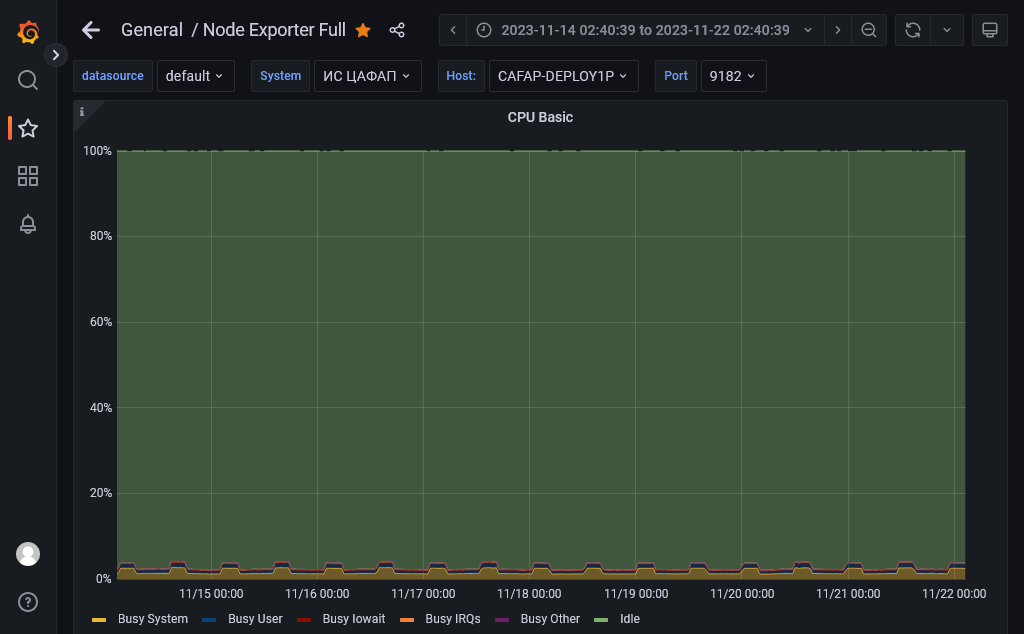 General / Node Exporter Full
2023-11-14 02:40:39 to 2023-11-22 02:40:39
datasource default System ИС ЦАФАП Host: CAFAP-DEPLOY1P Port 9182
i
CPU Basic
100%
80%
60%
40%
20%
0%
11/15 00:00 11/16 00:00 11/17 00:00 11/18 00:00 11/19 00:00 11/20 00:00 11/21 00:00 11/22 00:00
Busy System Busy User Busy Iowait Busy IRQs Busy Other Idle